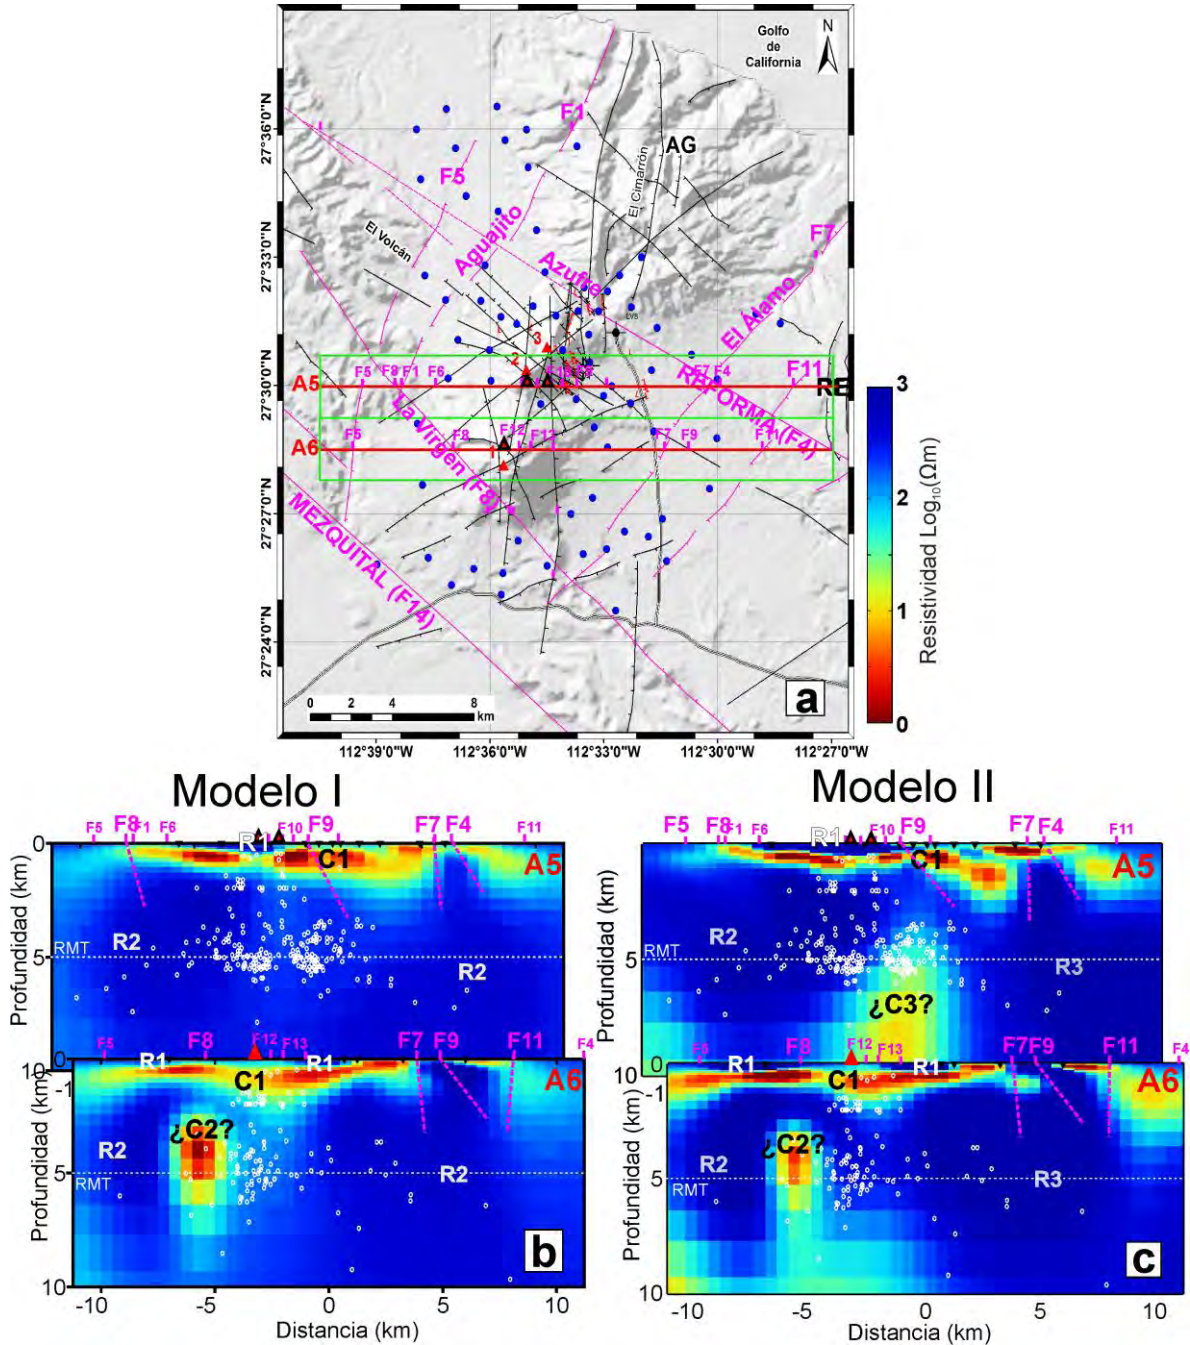 Golfo
de
California
N
27°36'0"N
27°33'0"N
27°30'0"N
27°27'0"N
27°24'0"N
F1
AG
F5
El Cimarrón
El Volcán
Aguajito
Azufre
F7
El Álamo
3
2
A5
F5
F8
F1
F6
F7
F4
F11
RE
REFORMA (F4)
La Virgen (F8)
A6
F5
F8
F12
F13
F7
F9
F11
1
MEZQUITAL (F14)
0 2 4 8
km
a
112°39'0"W
112°36'0"W
112°33'0"W
112°30'0"W
112°27'0"W
3
2
1
0
Resistividad Log10(Ωm)
Modelo I
F5 F8 F1 F6 R1 F10 F9 F7 F4 F11
0
C1
A5
Profundidad (km)
RMT
5
R2
R2
F5 F8 F12 F13 F7 F9 F11 F4
10
0
-1
R1
R1
C1
A6
¿C2?
Profundidad (km)
R2
R2
5
RMT
b
10
-10 -5 0 5 10
Distancia (km)
Modelo II
F5 F8 F1 F6 R1 F10 F9 F7 F4 F11
0
C1
A5
Profundidad (km)
RMT
5
R2
R3
¿C3?
F5 F8 F12 F13 F7 F9 F11 F4
10
0
-1
R1
R1
C1
A6
¿C2?
Profundidad (km)
R2
R3
5
RMT
c
10
-10 -5 0 5 10
Distancia (km)